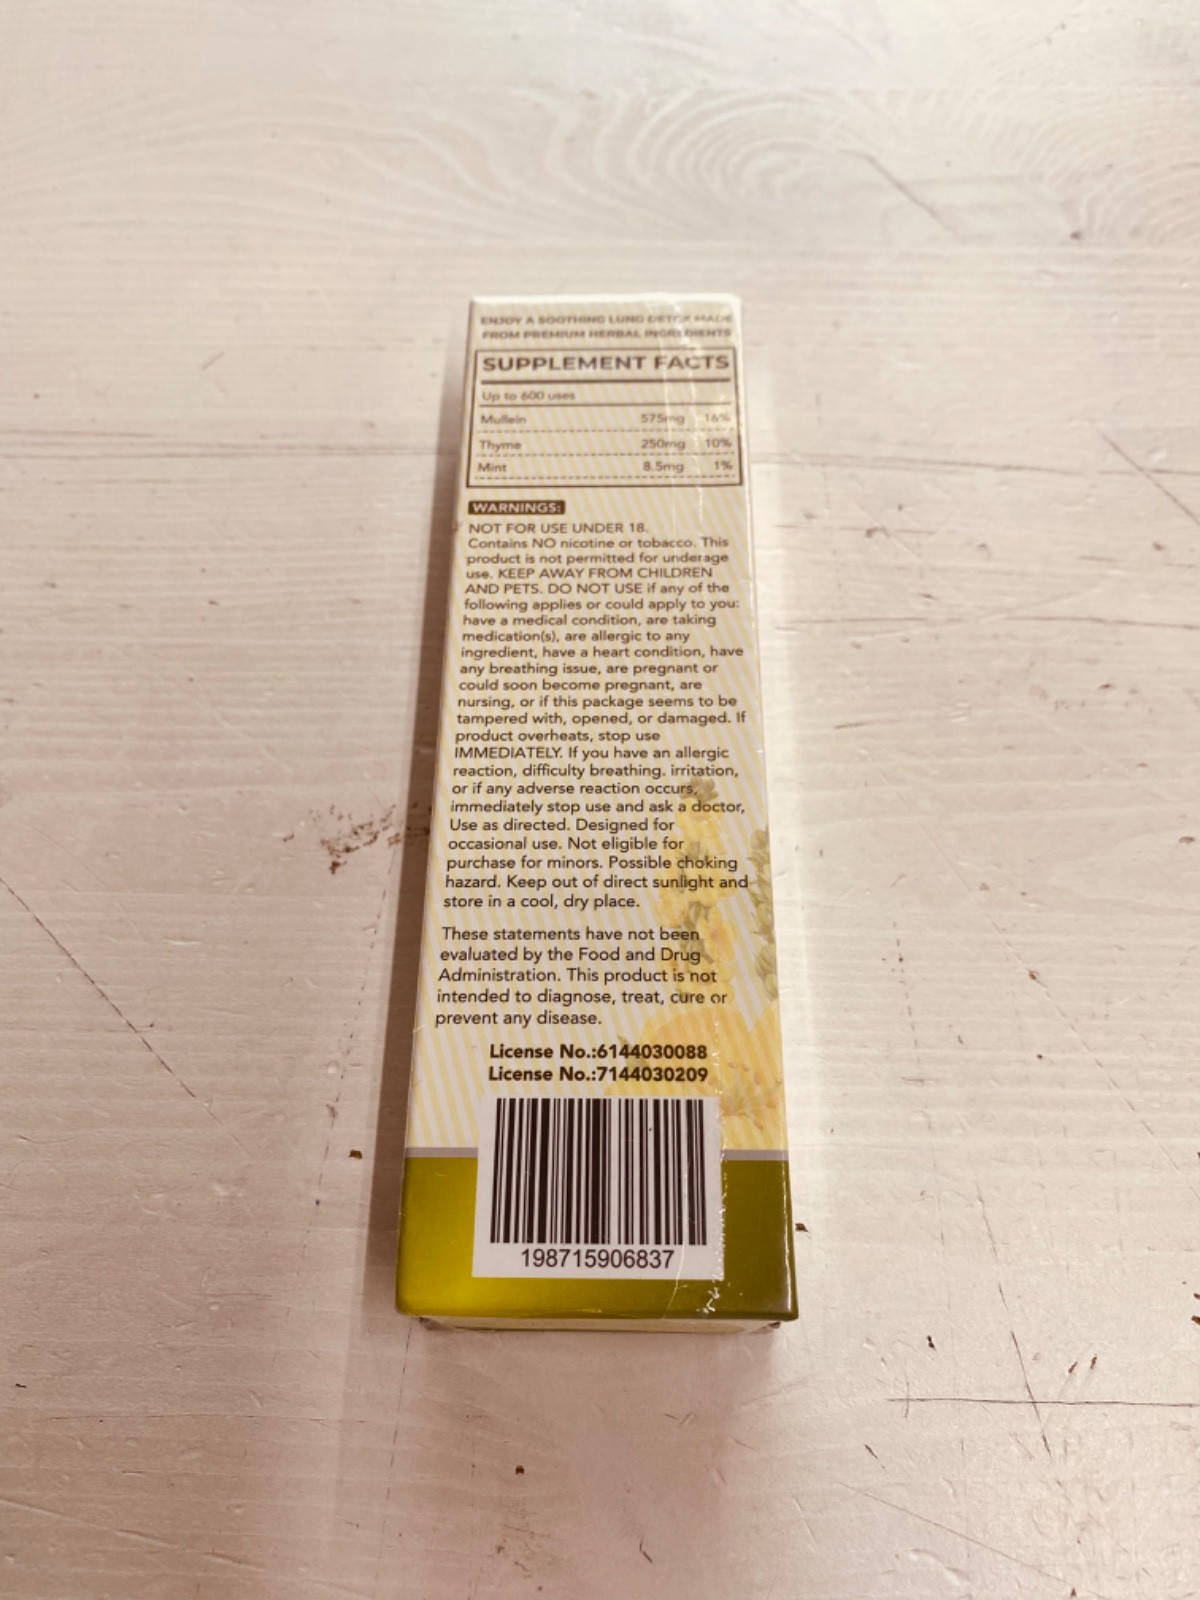 ENJOY A SOOTHING LUNG DETOX MADE
FROM PREMIUM HERBAL INGREDIENTS
SUPPLEMENT FACTS
Up to 600 uses
Mullein 575mg 16%
Thyme 250mg 10%
Mint 8.5mg 1%
WARNINGS:
NOT FOR USE UNDER 18.
Contains NO nicotine or tobacco. This
product is not permitted for underage
use. KEEP AWAY FROM CHILDREN
AND PETS. DO NOT USE if any of the
following applies or could apply to you:
have a medical condition, are taking
medication(s), are allergic to any
ingredient, have a heart condition, have
any breathing issue, are pregnant or
could soon become pregnant, are
nursing, or if this package seems to be
tampered with, opened, or damaged. If
product overheats, stop use
IMMEDIATELY. If you have an allergic
reaction, difficulty breathing. irritation,
or if any adverse reaction occurs,
immediately stop use and ask a doctor,
Use as directed. Designed for
occasional use. Not eligible for
purchase for minors. Possible choking
hazard. Keep out of direct sunlight and
store in a cool, dry place.
These statements have not been
evaluated by the Food and Drug
Administration. This product is not
intended to diagnose, treat, cure or
prevent any disease.
License No.:6144030088
License No.:7144030209
198715906837